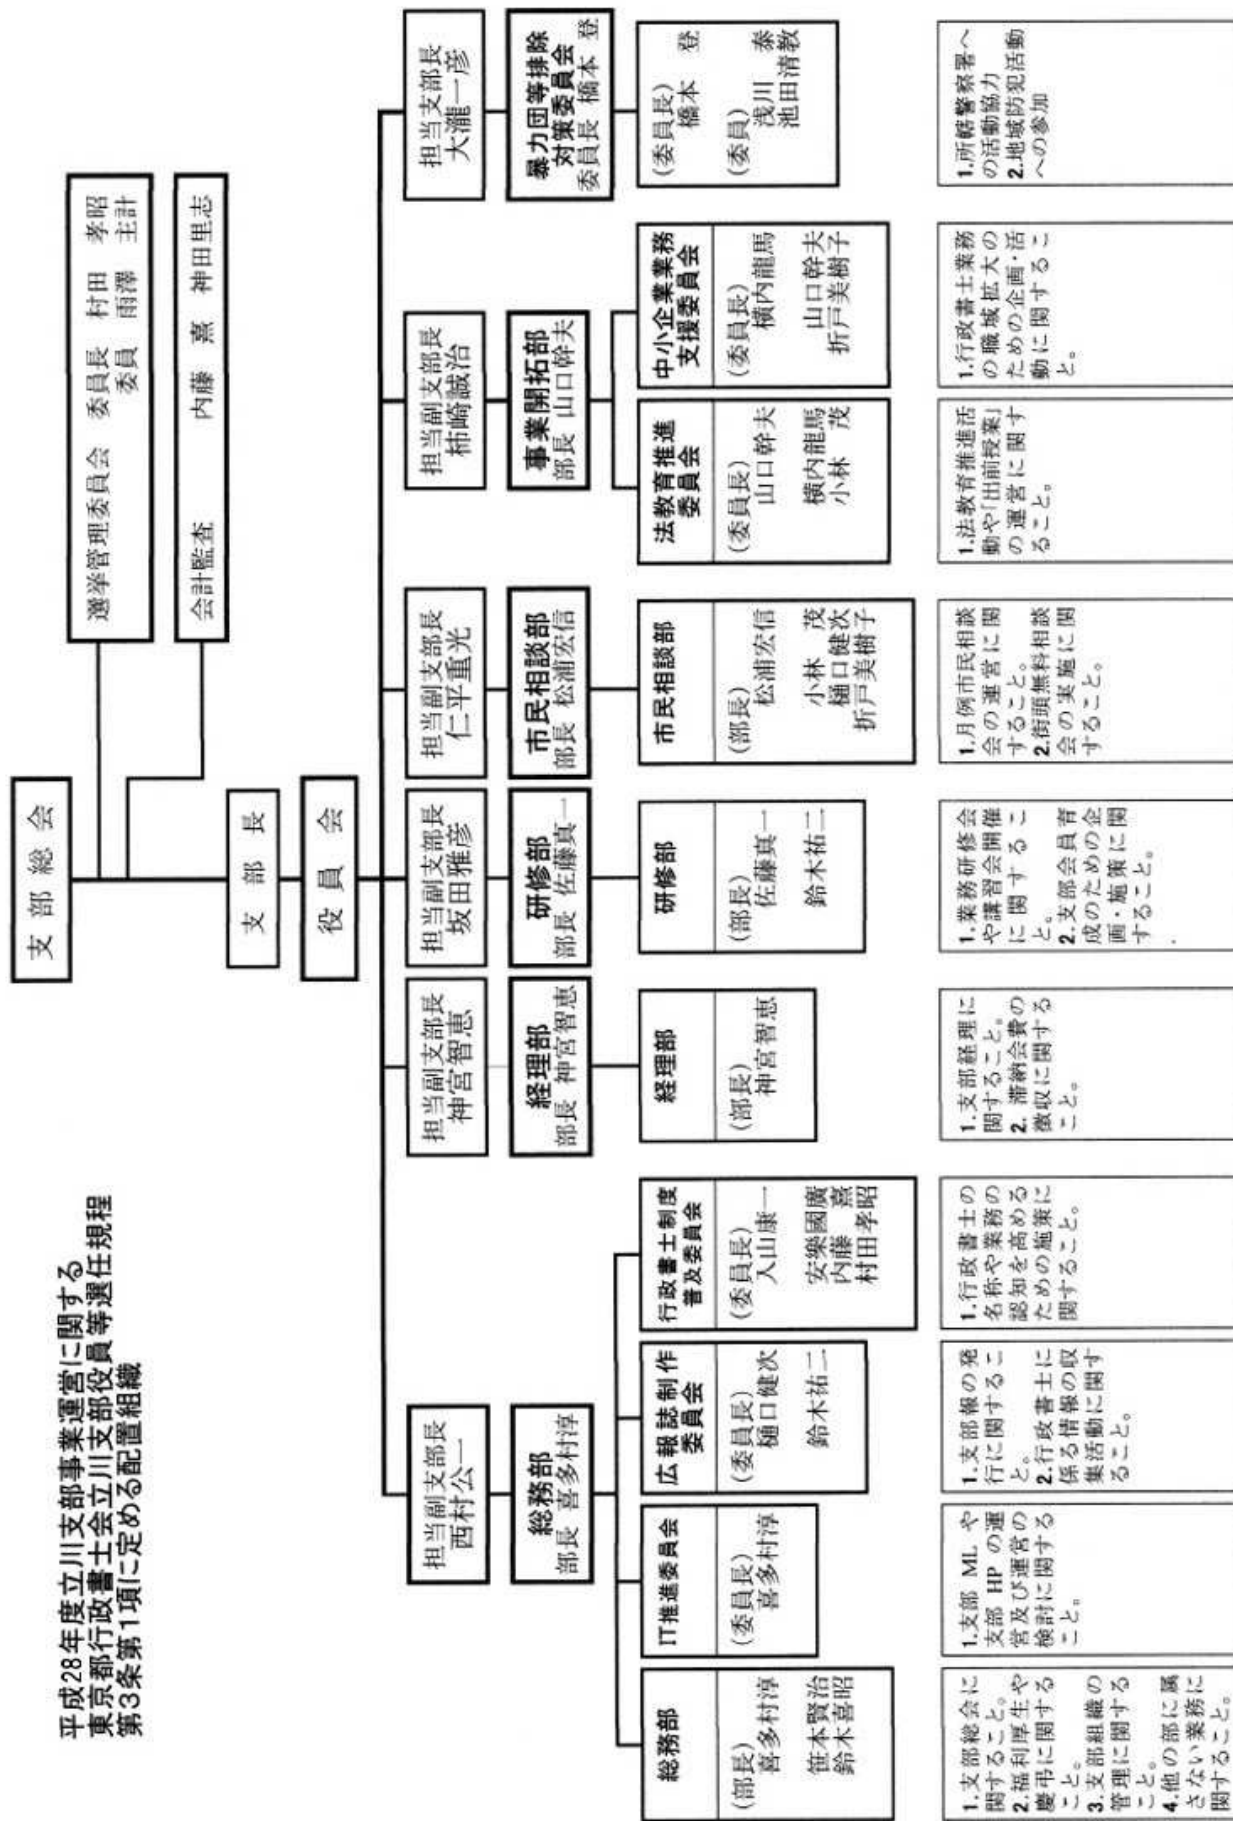 平成28年度立川支部事業運営に関する
東京都行政書士会立川支部役員等選任規程
第3条第1項に定める配置組織
支部総会
選挙管理委員会 委員長 村田 孝昭
委員 雨澤 主計
会計監査 内藤 熹 神田里志
支部長
役員会
担当副支部長
西村公一
担当副支部長
神宮智恵
担当副支部長
坂田雅彦
担当副支部長
仁平重光
担当副支部長
柿崎誠治
担当支部長
大瀧一彦
総務部
部長 喜多村淳
経理部
部長 神宮智恵
研修部
部長 佐藤真一
市民相談部
部長 松浦宏信
事業開拓部
部長 山口幹夫
暴力団等排除
対策委員会
委員長 橋本 登
総務部
(部長)
喜多村淳
笹本賢治
鈴木喜昭
IT推進委員会
(委員長)
喜多村淳
広報誌制作
委員会
(委員長)
樋口健次
鈴木祐二
行政書士制度
普及委員会
(委員長)
入山康一
安樂國廣
内藤 熹
村田孝昭
経理部
(部長)
神宮智恵
研修部
(部長)
佐藤真一
鈴木祐二
市民相談部
(部長)
松浦宏信
小林 茂
樋口健次
折戸美樹子
法教育推進
委員会
(委員長)
山口幹夫
横内龍馬
小林 茂
中小企業業務
支援委員会
(委員長)
横内龍馬
山口幹夫
折戸美樹子
(委員長)
橋本 登
(委員)
浅川 泰
池田清教
1.支部総会に
関すること。
2.福利厚生や
慶弔に関する
こと。
3.支部組織の
管理に関する
こと。
4.他の部に属
さない業務に
関すること。
1.支部 ML や
支部 HP の運
営及び運営の
検討に関する
こと。
1.支部報の発
行に関するこ
と。
2.行政書士に
係る情報の収
集活動に関す
ること。
1.行政書士の
名称や業務の
認知を高める
ための施策に
関すること。
1.支部経理に
関すること。
2. 滞納会費の
徴収に関する
こと。
1.業務研修会
や講習会開催
に関するこ
と。
2.支部会員育
成のための企
画・施策に関
すること。
1.月例市民相談
会の運営に関
すること。
2.街頭無料相談
会の実施に関
すること。
1.法教育推進活
動や「出前授業」
の運営に関す
ること。
1.行政書士業務
の職域拡大の
ための企画・活
動に関するこ
と。
1.所轄警察署へ
の活動協力
2.地域防犯活動
への参加